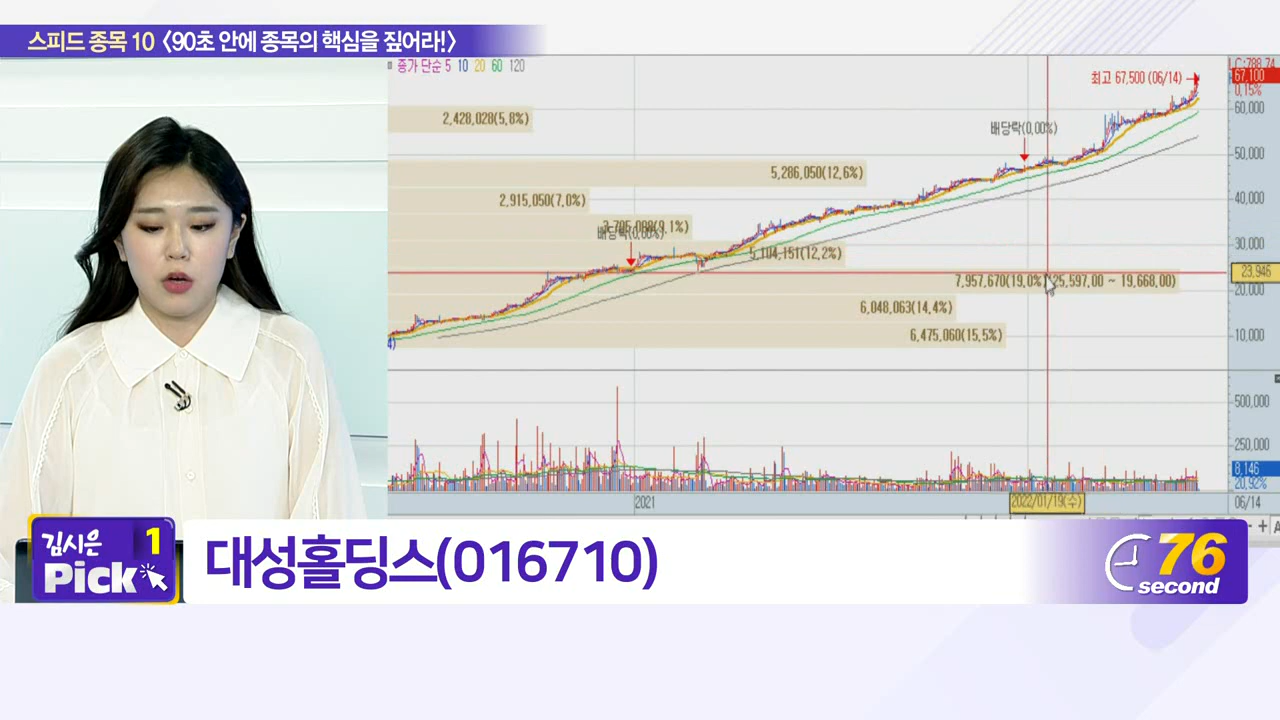 스피드 종목 10 〈90초 안에 종목의 핵심을 짚어라!〉
종가 단순 5 10 20 60 120
최고 67,500 (06/14)
67,100
0,15%
60,000
2,428,028(5,8%)
배당락(0,00%)
50,000
5,286,050(12,6%)
2,915,050(7,0%)
40,000
배당락(0,00%)
30,000
5,104,151(12,2%)
23,946
7,957,670(19,0%)(25,597,00 ~ 19,668,00)
20,000
6,048,063(14,4%)
6,475,060(15,5%)
10,000
500,000
250,000
8,146
20,92%
2021
2022/01/19(수)
06/14
김시은 1
Pick
대성홀딩스(016710)
76
second